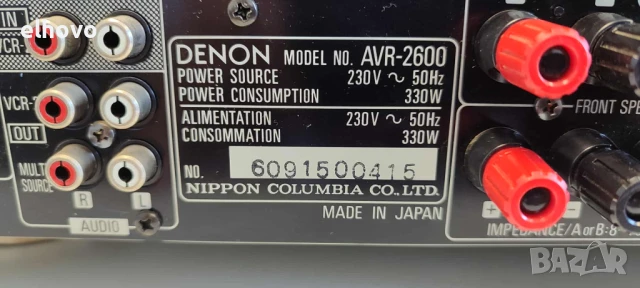 elhovo
IN
VCR-
VCR-
OUT
MULTI
SOURCE
R L
AUDIO
DENON MODEL NO. AVR-2600
POWER SOURCE 230V ~ 50Hz
POWER CONSUMPTION 330W
ALIMENTATION 230V ~ 50Hz
CONSOMMATION 330W
NO. 6091500415
NIPPON COLUMBIA CO., LTD.
MADE IN JAPAN
FRONT SPE
+ −
IMPEDANCE/A or B:8
BAZAR